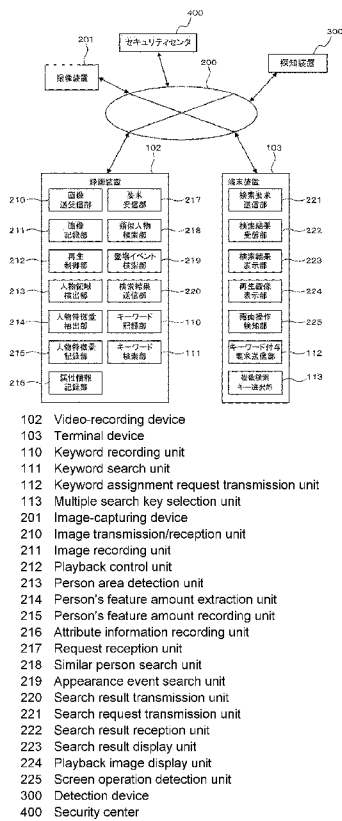 400
セキュリティセンタ
201
200
300
撮像装置
検知装置
102
103
録画装置
端末装置
210
画像送受信部
要求受信部
217
検索要求送信部
221
211
画像記録部
類似人物検索部
218
検索結果受信部
222
212
再生制御部
登場イベント検索部
219
検索結果表示部
223
213
人物領域検出部
検索結果送信部
220
再生画像表示部
224
214
人物特徴量抽出部
キーワード記録部
110
画面操作検知部
225
215
人物特徴量記録部
キーワード検索部
111
キーワード付与要求送信部
112
216
属性情報記録部
複数検索キー選択部
113
102 Video-recording device
103 Terminal device
110 Keyword recording unit
111 Keyword search unit
112 Keyword assignment request transmission unit
113 Multiple search key selection unit
201 Image-capturing device
210 Image transmission/reception unit
211 Image recording unit
212 Playback control unit
213 Person area detection unit
214 Person's feature amount extraction unit
215 Person's feature amount recording unit
216 Attribute information recording unit
217 Request reception unit
218 Similar person search unit
219 Appearance event search unit
220 Search result transmission unit
221 Search request transmission unit
222 Search result reception unit
223 Search result display unit
224 Playback image display unit
225 Screen operation detection unit
300 Detection device
400 Security center